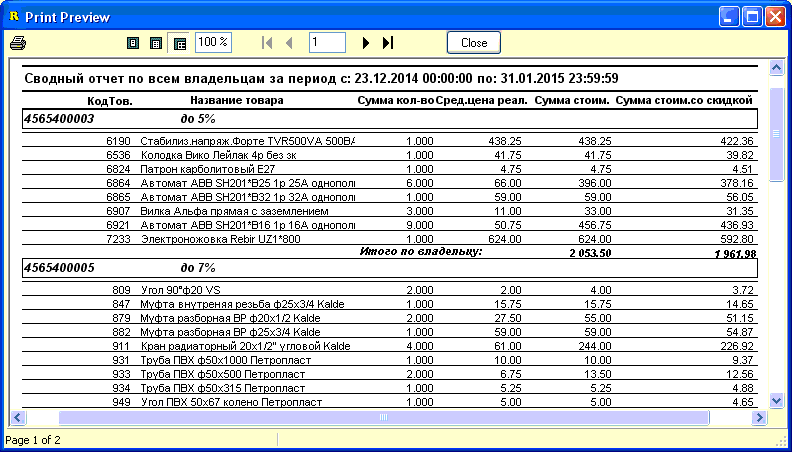 R Print Preview
100 % 1 Close
Сводный отчет по всем владельцам за период с: 23.12.2014 00:00:00 по: 31.01.2015 23:59:59
КодТов. Название товара Сумма кол-во Сред.цена реал. Сумма стоим. Сумма стоим.со скидкой
4565400003 до 5%
6190 Стабилиз.напряж.Форте TVR500VA 500ВА 1.000 438.25 438.25 422.36
6536 Колодка Вико Лейлак 4р без зк 1.000 41.75 41.75 39.82
6824 Патрон карболитовый Е27 1.000 4.75 4.75 4.51
6864 Автомат АВВ SH201*B25 1р 25А однополю 6.000 66.00 396.00 378.16
6865 Автомат АВВ SH201*B32 1р 32А однополю 1.000 59.00 59.00 56.05
6907 Вилка Альфа прямая с заземлением 3.000 11.00 33.00 31.35
6921 Автомат АВВ SH201*B16 1р 16А однополю 9.000 50.75 456.75 436.93
7233 Электроножовка Rebir UZ1*800 1.000 624.00 624.00 592.80
Итого по владельцу: 2 053.50 1 961.98
4565400005 до 7%
809 Угол 90°ф20 VS 2.000 2.00 4.00 3.72
847 Муфта внутреняя резьба ф25х3/4 Kalde 1.000 15.75 15.75 14.65
879 Муфта разборная ВР ф20х1/2 Kalde 2.000 27.50 55.00 51.15
882 Муфта разборная ВР ф25х3/4 Kalde 1.000 59.00 59.00 54.87
911 Кран радиаторный 20х1/2" угловой Kalde 4.000 61.00 244.00 226.92
931 Труба ПВХ ф50х1000 Петропласт 1.000 10.00 10.00 9.37
933 Труба ПВХ ф50х500 Петропласт 2.000 6.75 13.50 12.56
934 Труба ПВХ ф50х315 Петропласт 1.000 5.25 5.25 4.88
949 Угол ПВХ 50х67 колено Петропласт 1.000 5.00 5.00 4.65
Page 1 of 2